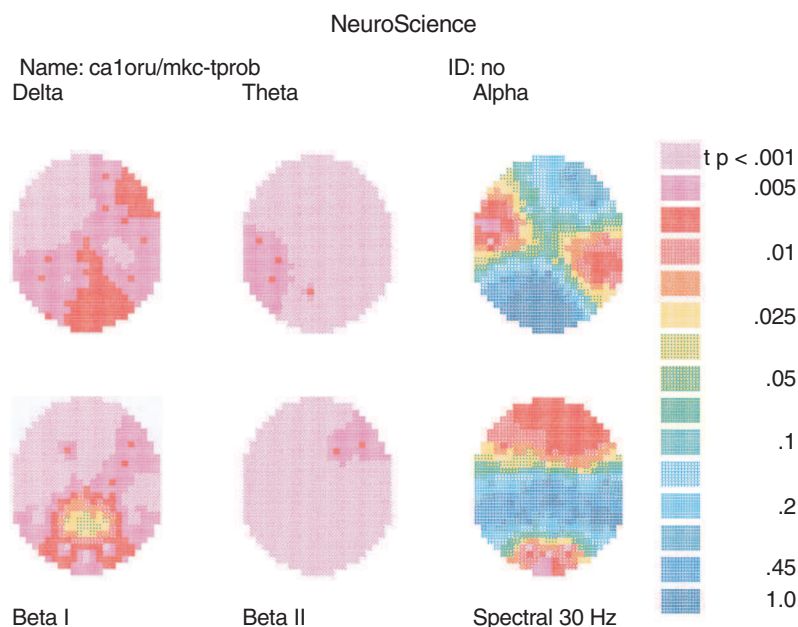 NeuroScience
Name: ca1oru/mkc-tprob ID: no
Delta Theta Alpha
t p < .001
.005
.01
.025
.05
.1
.2
.45
1.0
Beta I Beta II Spectral 30 Hz